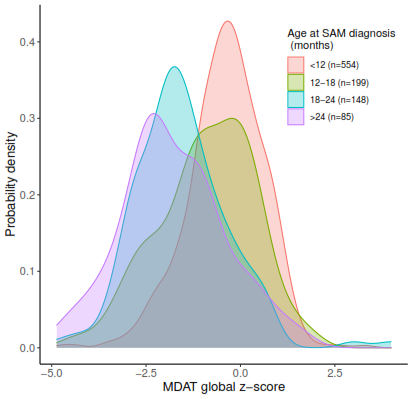 Age at SAM diagnosis
(months)
<12 (n=554)
12−18 (n=199)
18−24 (n=148)
>24 (n=85)
Probability density
0.4
0.3
0.2
0.1
0.0
−5.0 −2.5 0.0 2.5
MDAT global z−score